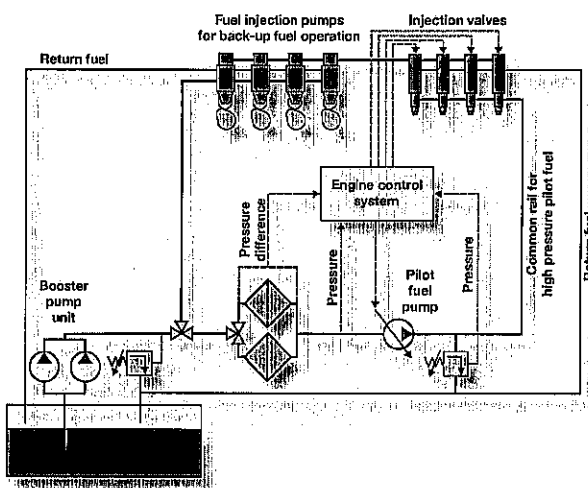 Fuel injection pumps
for back-up fuel operation
Injection valves
Return fuel
Engine control
system
Pressure
difference
Pressure
Pilot
fuel
pump
Pressure
Common rail for
high pressure pilot fuel
Return fuel
Booster
pump
unit